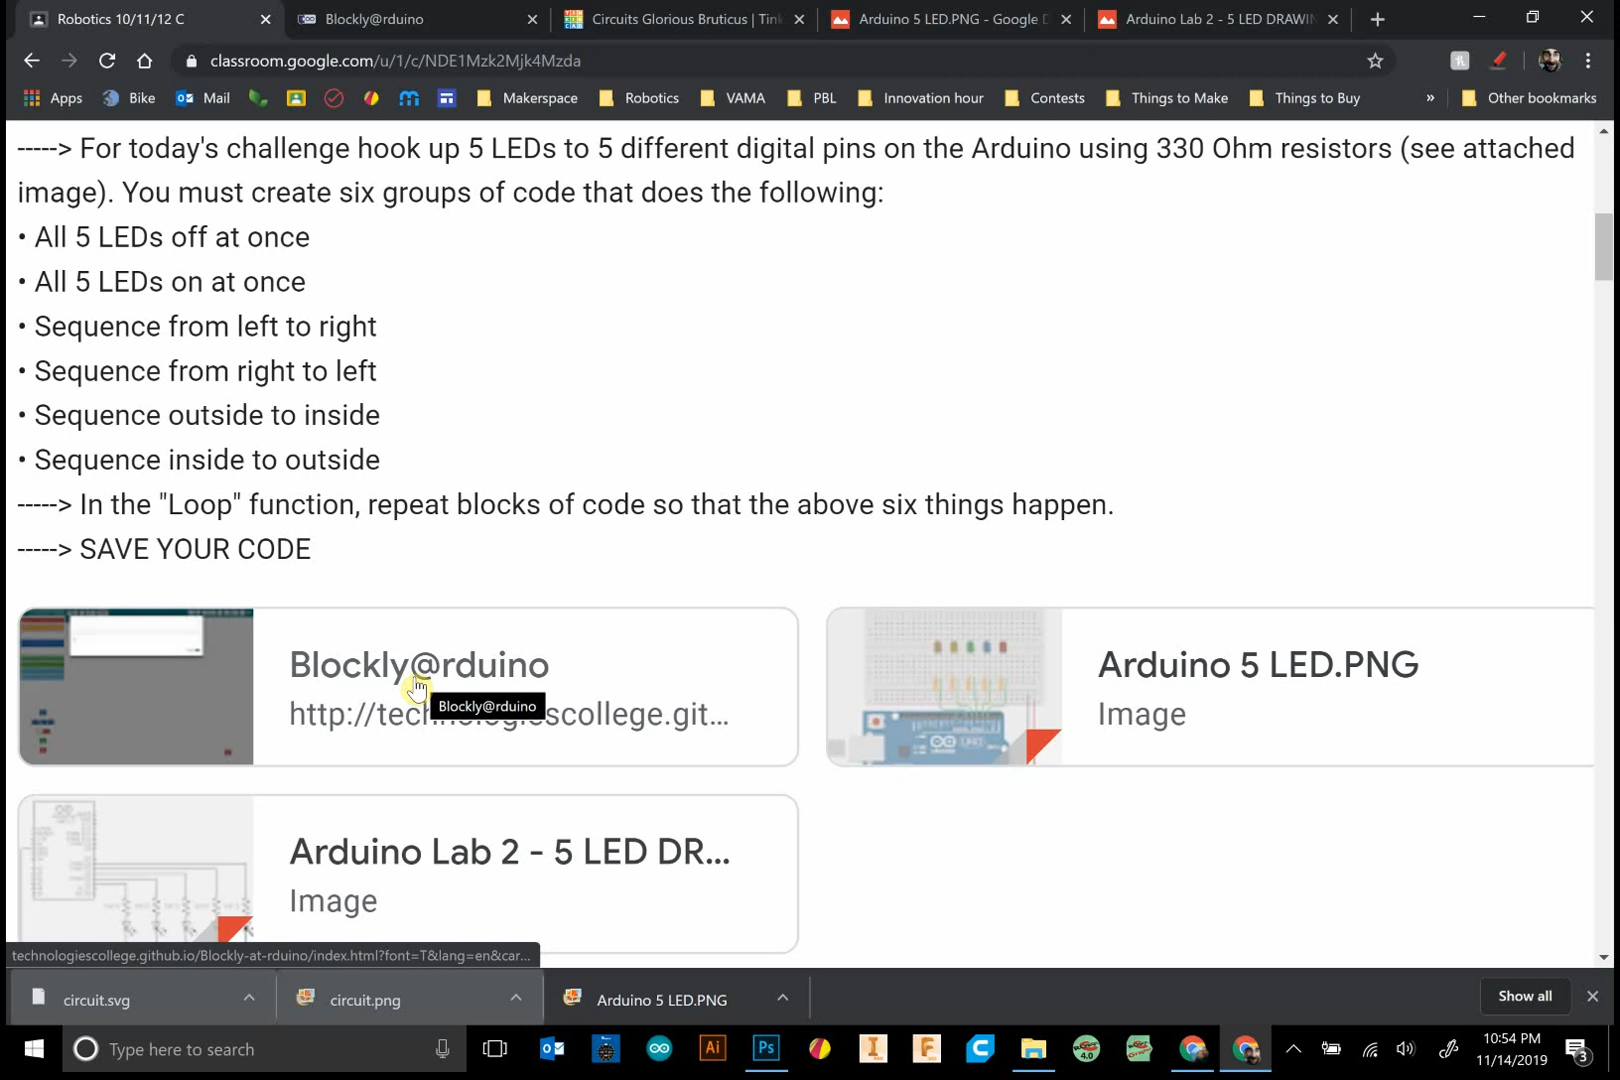 Robotics 10/11/12 C
Blockly@rduino
Circuits Glorious Bruticus | Tink
Arduino 5 LED.PNG - Google D
Arduino Lab 2 - 5 LED DRAWIN
classroom.google.com/u/1/c/NDE1Mzk2Mjk4Mzda
Apps
Bike
Mail
Makerspace
Robotics
VAMA
PBL
Innovation hour
Contests
Things to Make
Things to Buy
»
Other bookmarks
-----> For today's challenge hook up 5 LEDs to 5 different digital pins on the Arduino using 330 Ohm resistors (see attached
image). You must create six groups of code that does the following:
• All 5 LEDs off at once
• All 5 LEDs on at once
• Sequence from left to right
• Sequence from right to left
• Sequence outside to inside
• Sequence inside to outside
-----> In the "Loop" function, repeat blocks of code so that the above six things happen.
-----> SAVE YOUR CODE
Blockly@rduino
http://technologiescollege.git...
Blockly@rduino
Arduino 5 LED.PNG
Image
Arduino Lab 2 - 5 LED DR...
Image
technologiescollege.github.io/Blockly-at-rduino/index.html?font=T&lang=en&car...
circuit.svg
circuit.png
Arduino 5 LED.PNG
Show all
Type here to search
Ai
Ps
10:54 PM
11/14/2019
3